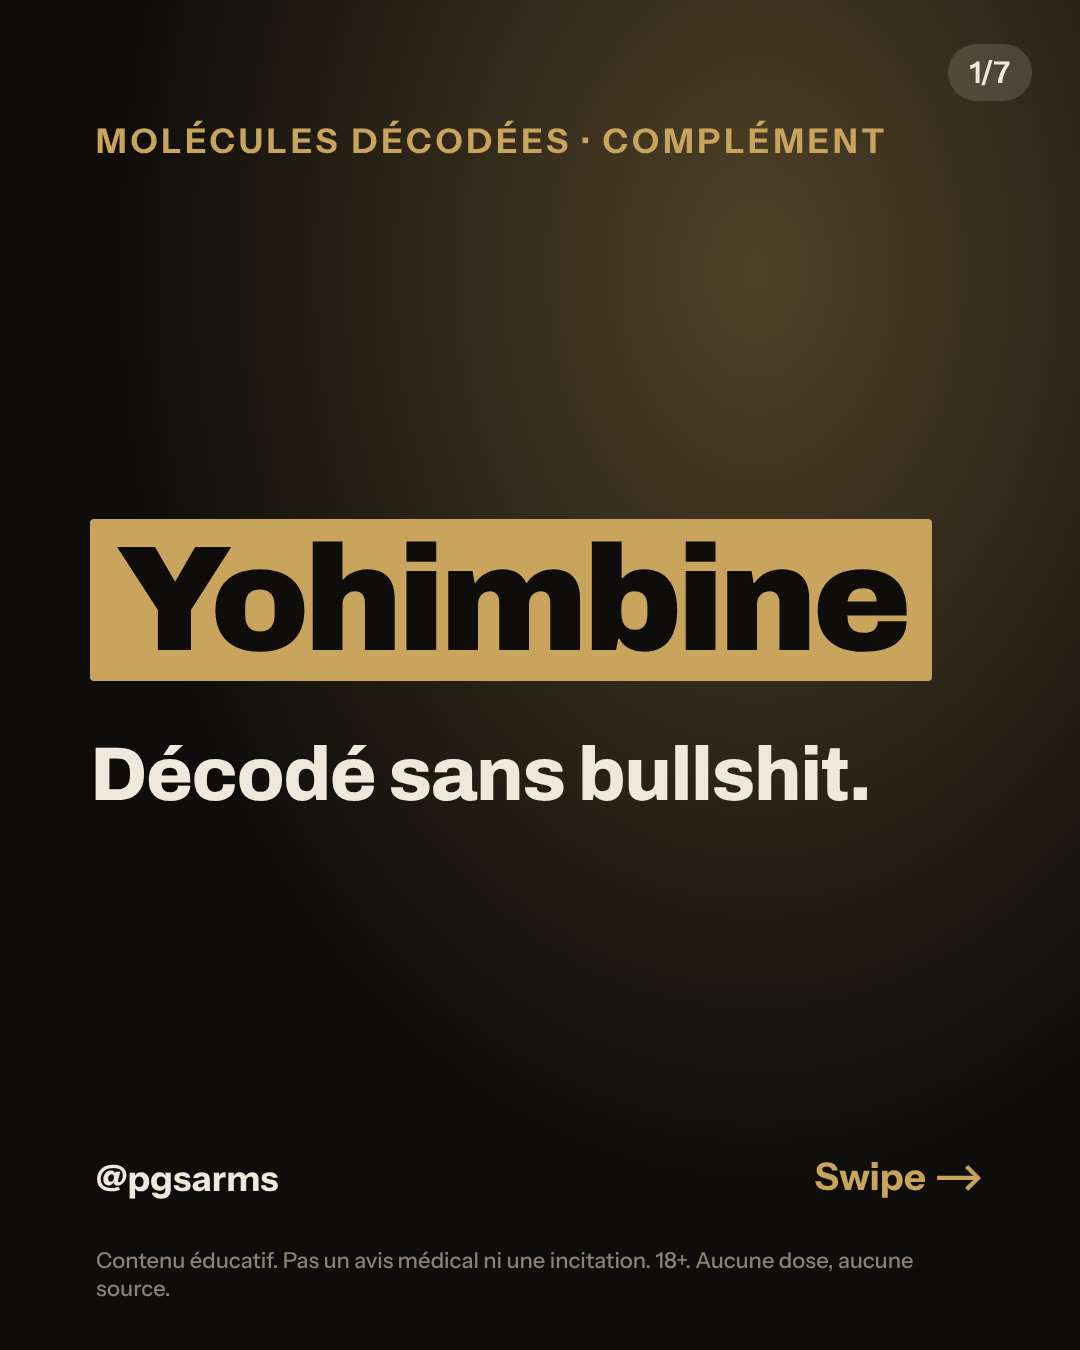 1/7
MOLÉCULES DÉCODÉES · COMPLÉMENT
Yohimbine
Décodé sans bullshit.
@pgsarms
Swipe →
Contenu éducatif. Pas un avis médical ni une incitation. 18+. Aucune dose, aucune
source.